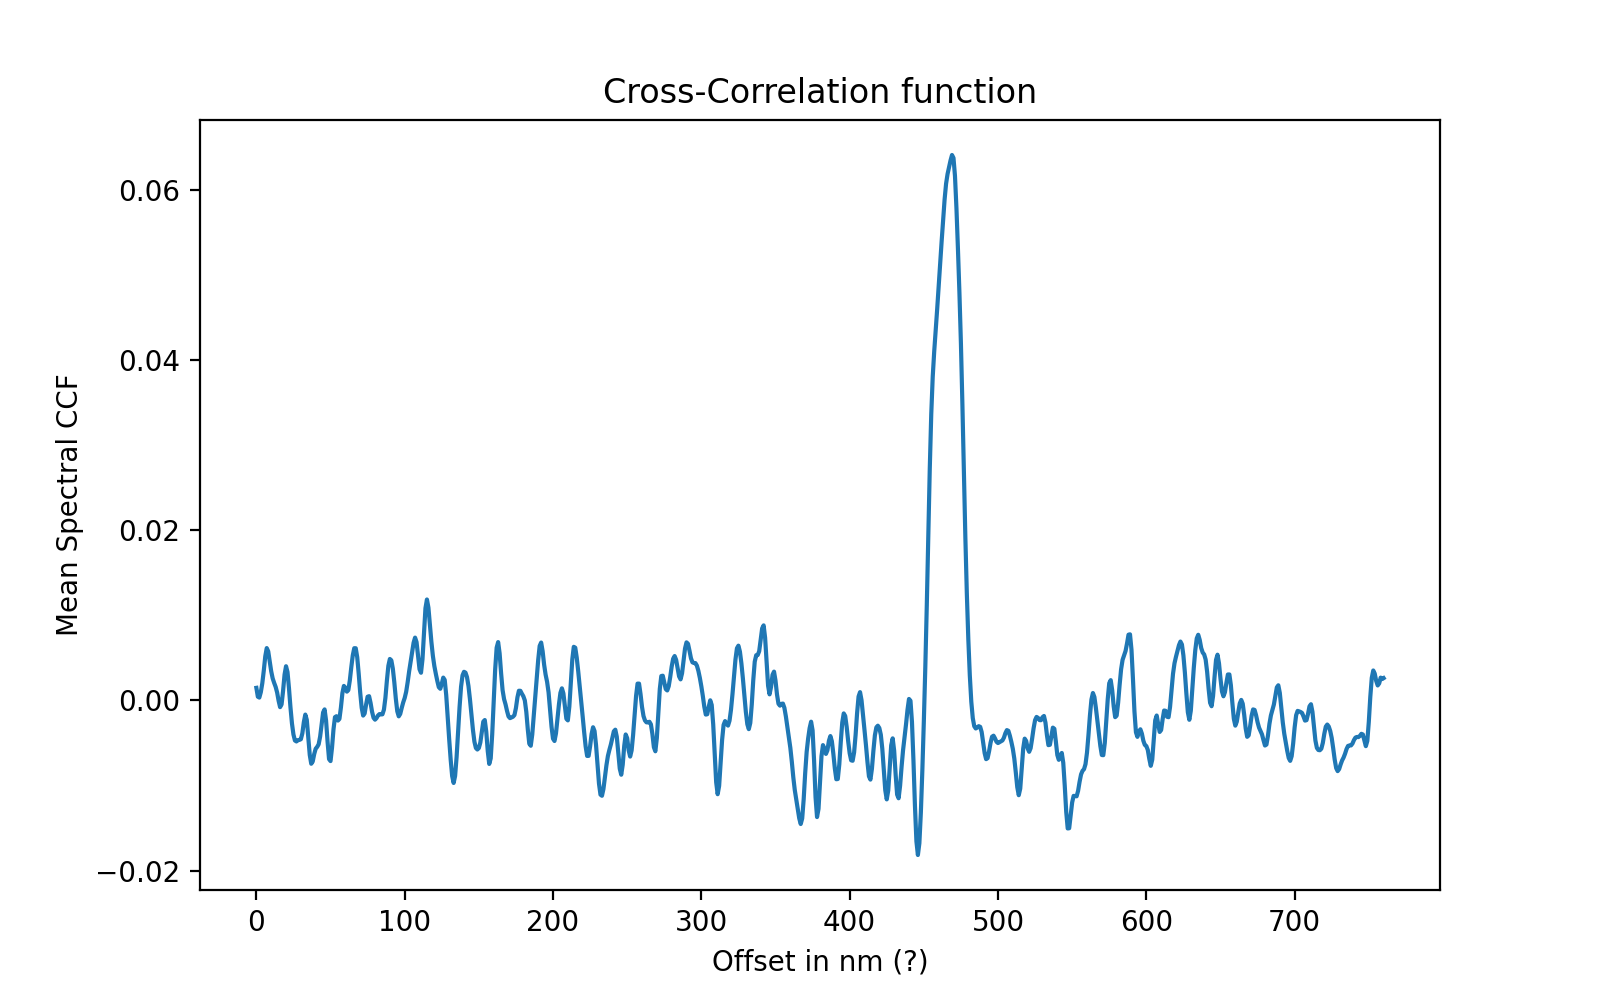 Cross-Correlation function
0.06
0.04
0.02
0.00
−0.02
Mean Spectral CCF
0 100 200 300 400 500 600 700
Offset in nm (?)